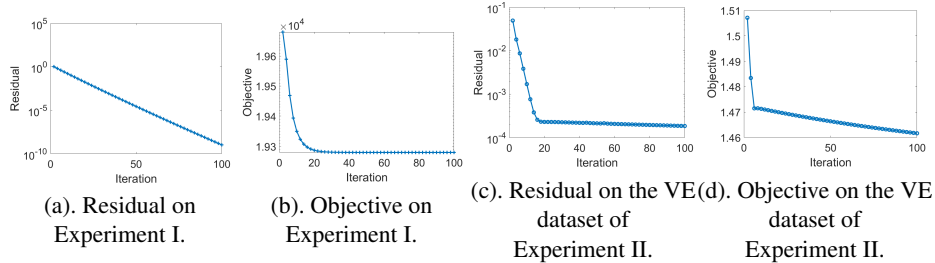 10^5
10^0
10^-5
10^-10
Residual
0
50
100
Iteration
(a). Residual on
Experiment I.
× 10^4
1.96
1.95
1.94
1.93
Objective
0
20
40
60
80
100
Iteration
(b). Objective on
Experiment I.
10^-1
10^-2
10^-3
10^-4
Residual
0
20
40
60
80
100
Iteration
(c). Residual on the VE
dataset of
Experiment II.
1.51
1.5
1.49
1.48
1.47
1.46
Objective
0
50
100
Iteration
(d). Objective on the VE
dataset of
Experiment II.